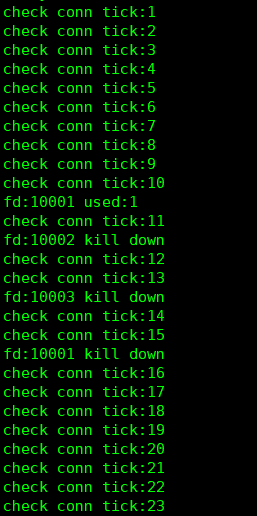 check conn tick:1
check conn tick:2
check conn tick:3
check conn tick:4
check conn tick:5
check conn tick:6
check conn tick:7
check conn tick:8
check conn tick:9
check conn tick:10
fd:10001 used:1
check conn tick:11
fd:10002 kill down
check conn tick:12
check conn tick:13
fd:10003 kill down
check conn tick:14
check conn tick:15
fd:10001 kill down
check conn tick:16
check conn tick:17
check conn tick:18
check conn tick:19
check conn tick:20
check conn tick:21
check conn tick:22
check conn tick:23